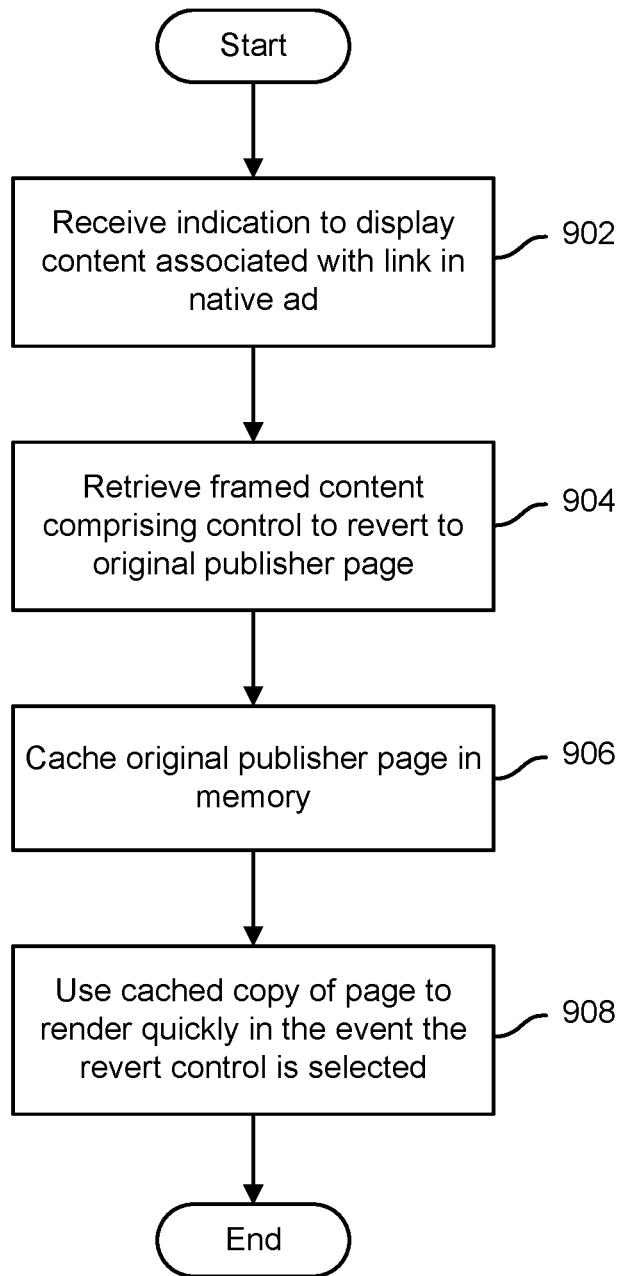 Start
Receive indication to display
content associated with link in
native ad
902
Retrieve framed content
comprising control to revert to
original publisher page
904
Cache original publisher page in
memory
906
Use cached copy of page to
render quickly in the event the
revert control is selected
908
End